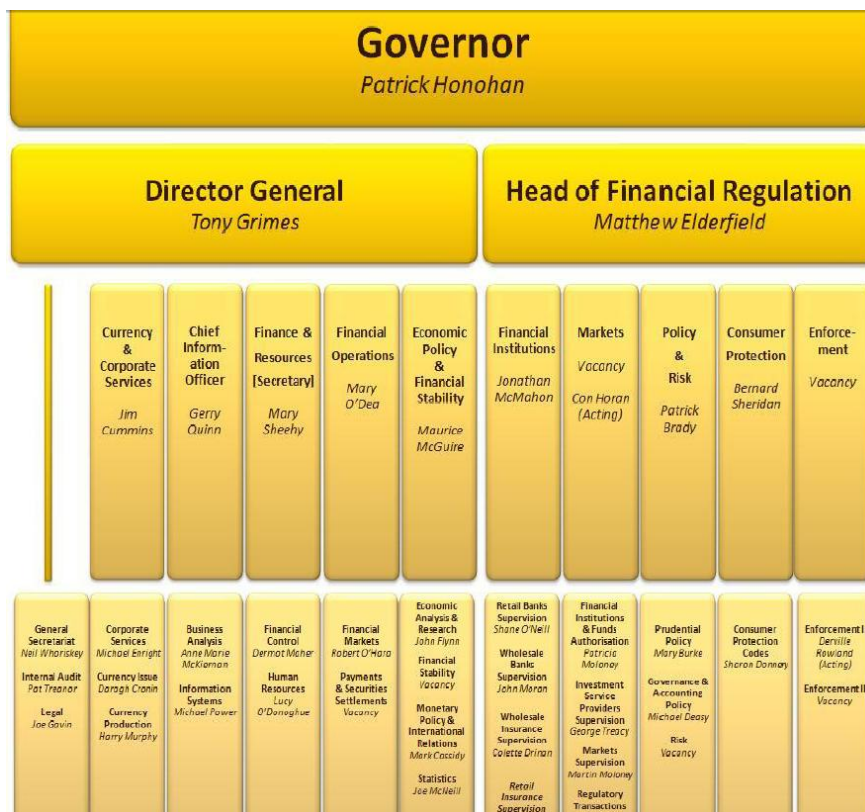 Governor
Patrick Honohan
Director General
Tony Grimes
Head of Financial Regulation
Matthew Elderfield
Currency
&
Corporate
Services
Jim
Cummins
Chief
Inform-
ation
Officer
Gerry
Quinn
Finance &
Resources
[Secretary]
Mary
Sheehy
Financial
Operations
Mary
O'Dea
Economic
Policy
&
Financial
Stability
Maurice
McGuire
Financial
Institutions
Jonathan
McMahon
Markets
Vacancy
Con Horan
(Acting)
Policy
&
Risk
Patrick
Brady
Consumer
Protection
Bernard
Sheridan
Enforce-
ment
Vacancy
General
Secretariat
Neil Whoriskey
Internal Audit
Pat Treanor
Legal
Joe Gavin
Corporate
Services
Michael Enright
Currency Issue
Daragh Cronin
Currency
Production
Harry Murphy
Business
Analysis
Anne Marie
McKiernan
Information
Systems
Michael Power
Financial
Control
Dermot Maher
Human
Resources
Lucy
O'Donoghue
Financial
Markets
Robert O'Hara
Payments
& Securities
Settlements
Vacancy
Economic
Analysis &
Research
John Flynn
Financial
Stability
Vacancy
Monetary
Policy &
International
Relations
Mark Cassidy
Statistics
Joe McNeill
Retail Banks
Supervision
Shane O'Neill
Wholesale
Banks
Supervision
John Moran
Wholesale
Insurance
Supervision
Colette Drinan
Retail
Insurance
Supervision
Financial
Institutions
& Funds
Authorisation
Patricia
Moloney
Investment
Service
Providers
Supervision
George Treacy
Markets
Supervision
Martin Moloney
Regulatory
Transactions
Prudential
Policy
Mary Burke
Governance &
Accounting
Policy
Michael Deasy
Risk
Vacancy
Consumer
Protection
Codes
Sharon Donnery
Enforcement I
Derville
Rowland
(Acting)
Enforcement II
Vacancy